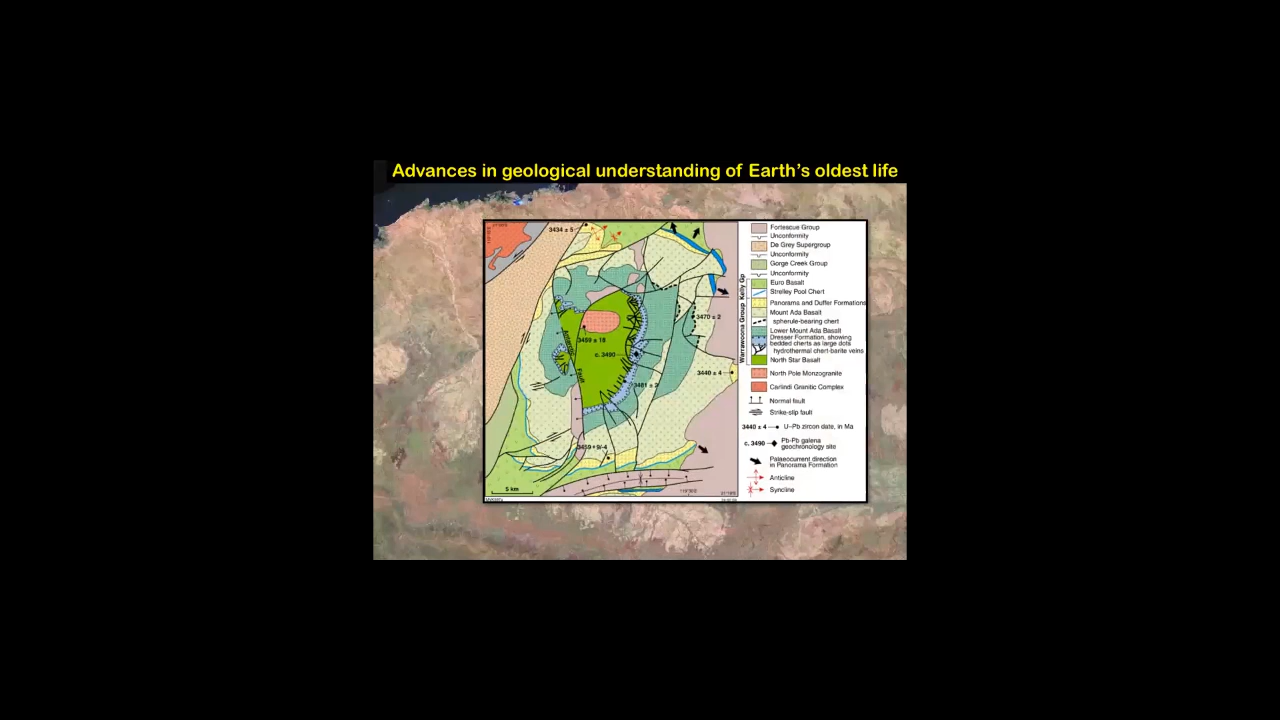 Advances in geological understanding of Earth's oldest life
3434 ± 5
3470 ± 2
3459 ± 18
c. 3490
3440 ± 4
3481 ± 2
Fault
3459 +9/-4
5 km
Fortescue Group
Unconformity
De Grey Supergroup
Unconformity
Gorge Creek Group
Unconformity
Kelly Gp
Euro Basalt
Strelley Pool Chert
Warrawoona Group
Panorama and Duffer Formations
Mount Ada Basalt
spherule-bearing chert
Lower Mount Ada Basalt
Dresser Formation, showing
bedded cherts as large dots
hydrothermal chert-barite veins
North Star Basalt
North Pole Monzogranite
Carlindi Granitic Complex
Normal fault
Strike-slip fault
3440 ± 4 U–Pb zircon date, in Ma
c. 3490 Pb-Pb galena
geochronology site
Palaeocurrent direction
in Panorama Formation
Anticline
Syncline